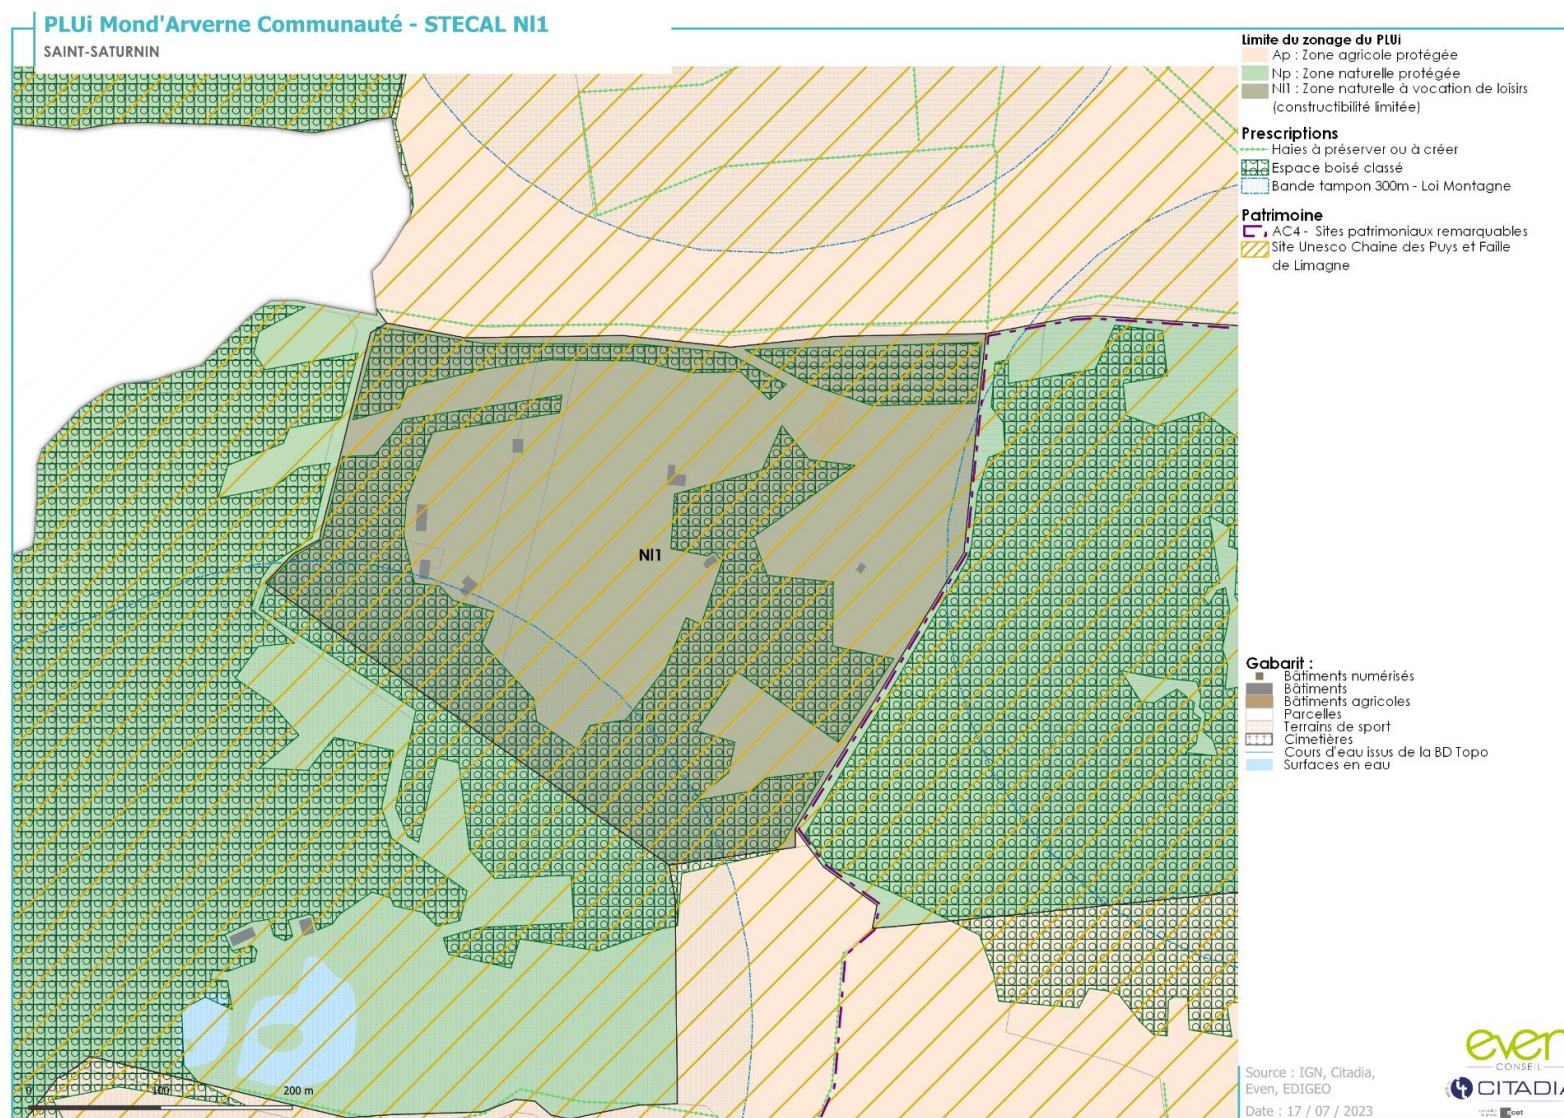 PLUi Mond'Arverne Communauté - STECAL Nl1
SAINT-SATURNIN
Limite du zonage du PLUi
Ap : Zone agricole protégée
Np : Zone naturelle protégée
Nl1 : Zone naturelle à vocation de loisirs
(constructibilité limitée)
Prescriptions
Haies à préserver ou à créer
Espace boisé classé
Bande tampon 300m - Loi Montagne
Patrimoine
AC4 - Sites patrimoniaux remarquables
Site Unesco Chaine des Puys et Faille
de Limagne
Nl1
Gabarit :
Bâtiments numérisés
Bâtiments
Bâtiments agricoles
Parcelles
Terrains de sport
Cimetières
Cours d'eau issus de la BD Topo
Surfaces en eau
0 100 200 m
Source : IGN, Citadia,
Even, EDIGEO
Date : 17 / 07 / 2023
even
CONSEIL
CITADIA